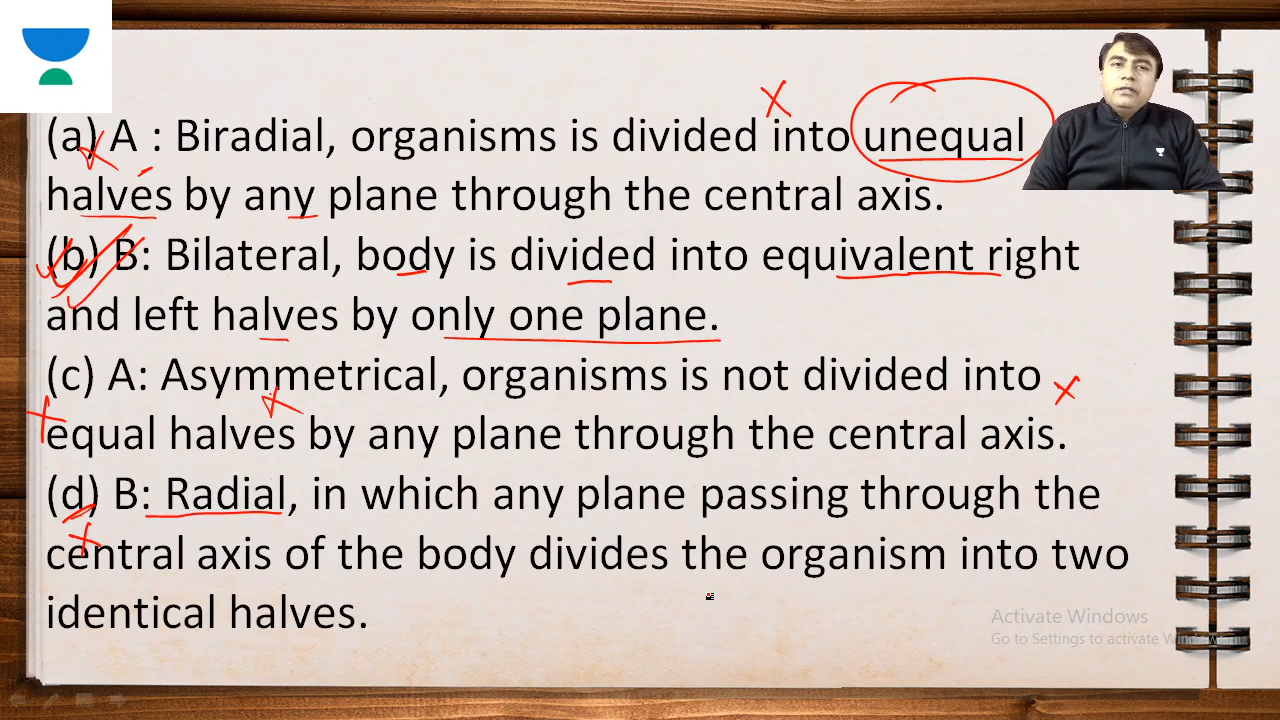 (a) A : Biradial, organisms is divided into unequal
halves by any plane through the central axis.
(b) B: Bilateral, body is divided into equivalent right
and left halves by only one plane.
(c) A: Asymmetrical, organisms is not divided into
equal halves by any plane through the central axis.
(d) B: Radial, in which any plane passing through the
central axis of the body divides the organism into two
identical halves.
Activate Windows
Go to Settings to activate Windows.